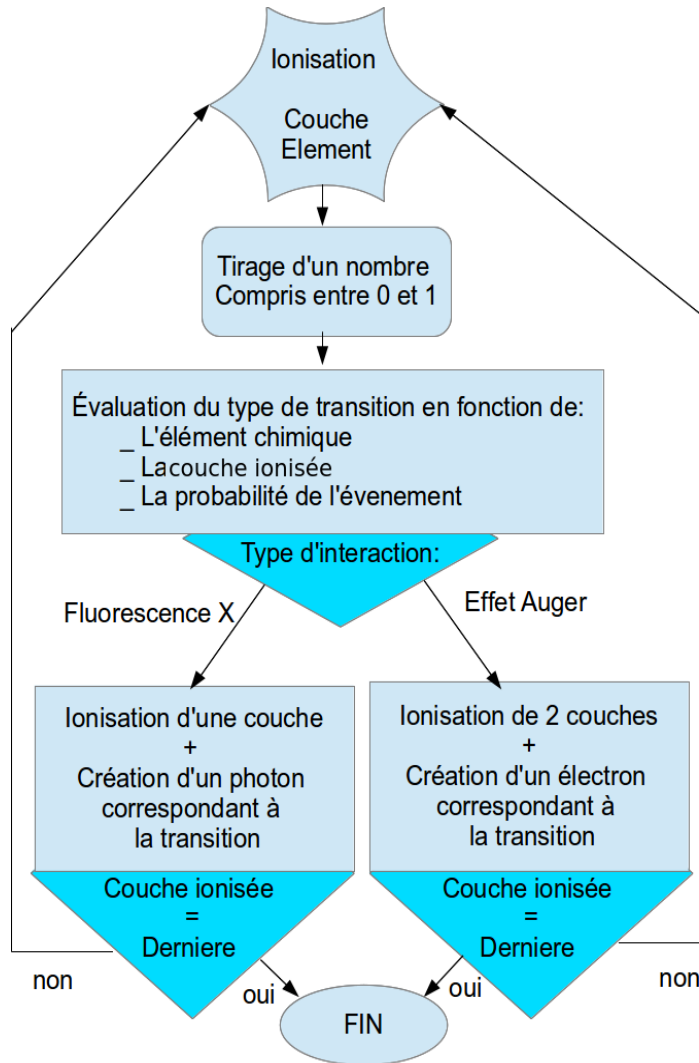 Ionisation
Couche
Element
Tirage d'un nombre
Compris entre 0 et 1
Évaluation du type de transition en fonction de:
_ L'élément chimique
_ Lacouche ionisée
_ La probabilité de l'évenement
Type d'interaction:
Fluorescence X
Effet Auger
Ionisation d'une couche
+
Création d'un photon
correspondant à
la transition
Ionisation de 2 couches
+
Création d'un électron
correspondant à
la transition
Couche ionisée
=
Derniere
Couche ionisée
=
Derniere
non
oui
oui
non
FIN